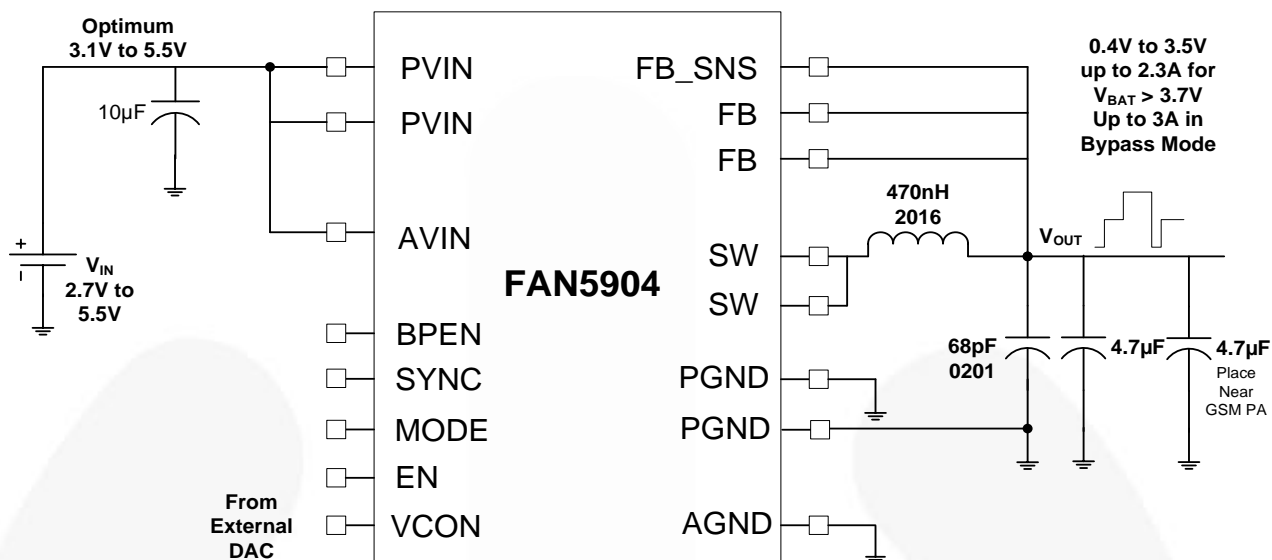 Optimum
3.1V to 5.5V
10µF
+
–
VIN
2.7V to
5.5V
From
External
DAC
PVIN
PVIN
AVIN
BPEN
SYNC
MODE
EN
VCON
FAN5904
FB_SNS
FB
FB
SW
SW
PGND
PGND
AGND
470nH
2016
VOUT
0.4V to 3.5V
up to 2.3A for
VBAT > 3.7V
Up to 3A in
Bypass Mode
68pF
0201
4.7µF
4.7µF
Place
Near
GSM PA